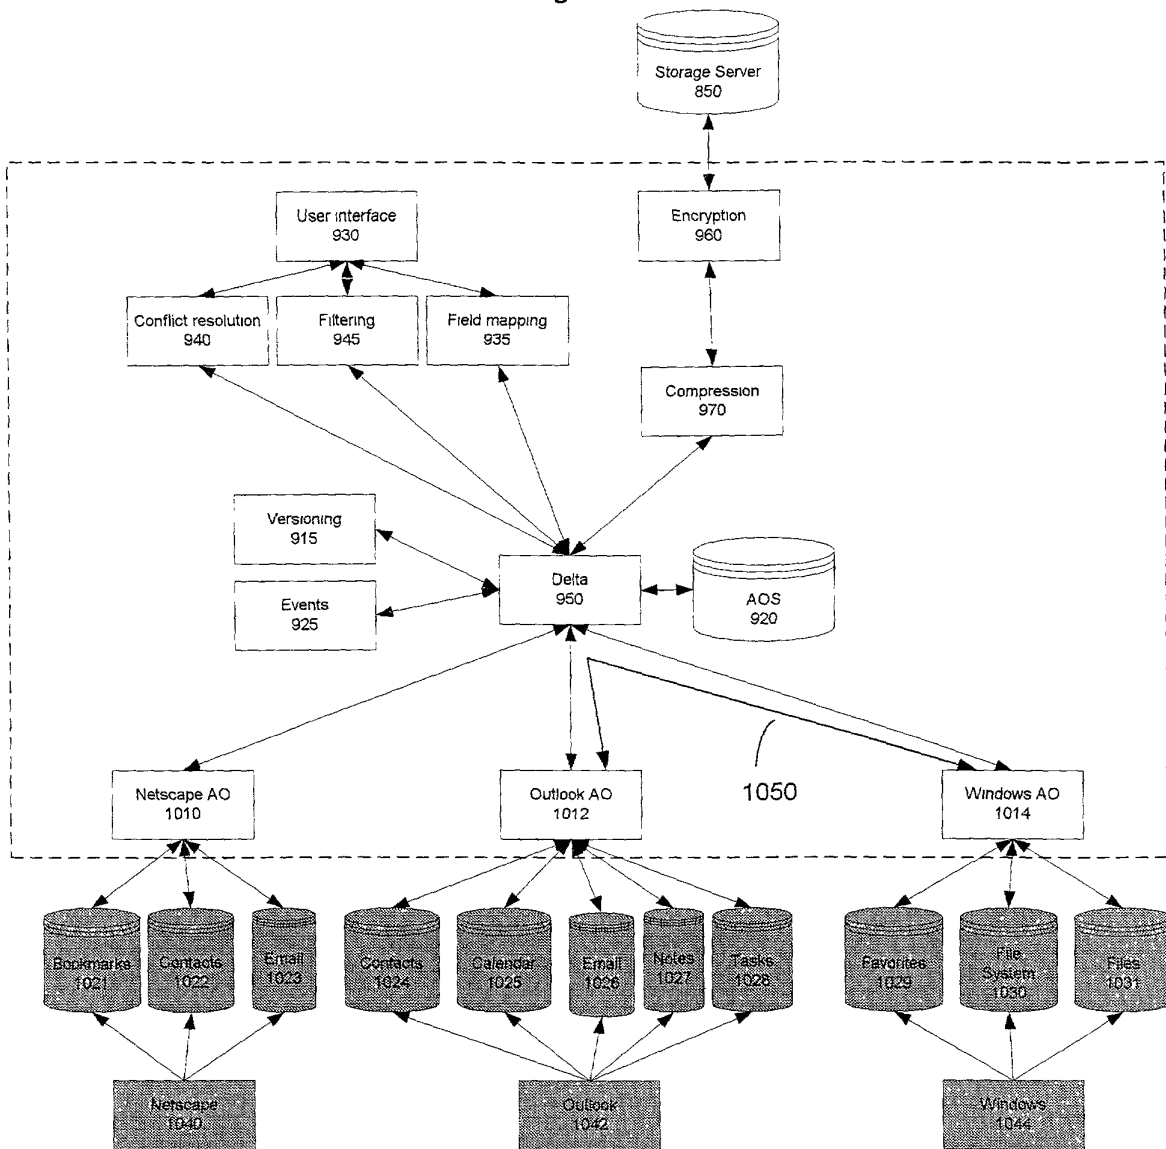 g
Storage Server
850
User interface
930
Encryption
960
Conflict resolution
940
Filtering
945
Field mapping
935
Compression
970
Versioning
915
Events
925
Delta
950
AOS
920
1050
Netscape AO
1010
Outlook AO
1012
Windows AO
1014
Bookmarks
1021
Contacts
1022
Email
1023
Contacts
1024
Calendar
1025
Email
1026
Notes
1027
Tasks
1028
Favorites
1029
File
System
1030
Files
1031
Netscape
1040
Outlook
1042
Windows
1044